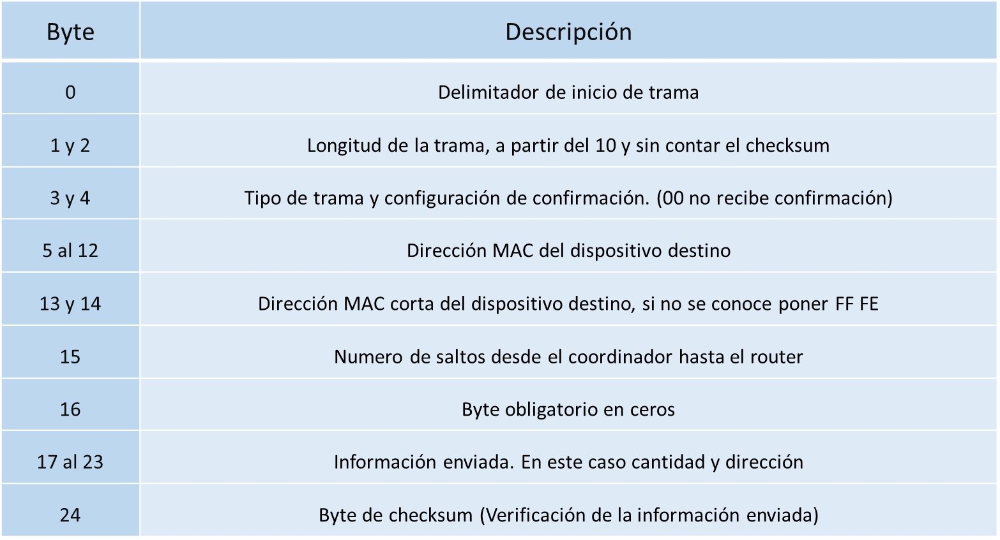 Byte Descripción
0 Delimitador de inicio de trama
1 y 2 Longitud de la trama, a partir del 10 y sin contar el checksum
3 y 4 Tipo de trama y configuración de confirmación. (00 no recibe confirmación)
5 al 12 Dirección MAC del dispositivo destino
13 y 14 Dirección MAC corta del dispositivo destino, si no se conoce poner FF FE
15 Numero de saltos desde el coordinador hasta el router
16 Byte obligatorio en ceros
17 al 23 Información enviada. En este caso cantidad y dirección
24 Byte de checksum (Verificación de la información enviada)